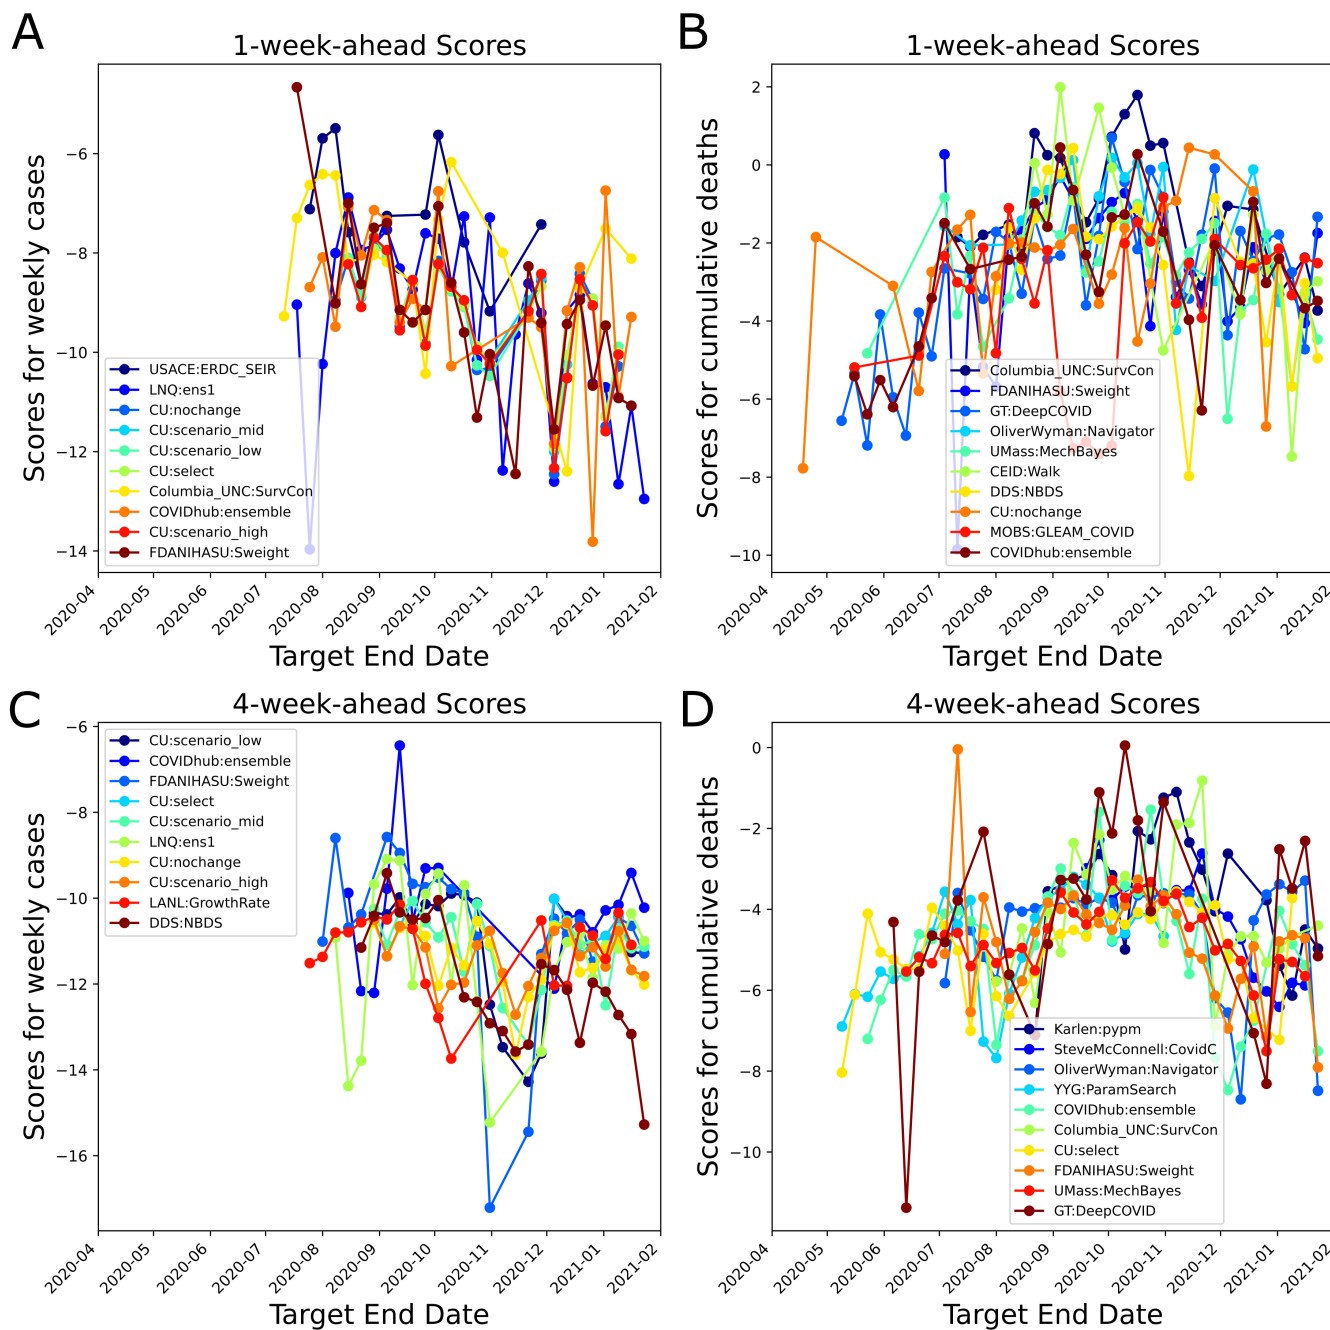 A
1-week-ahead Scores
Scores for weekly cases
−6
−8
−10
−12
−14
USACE:ERDC_SEIR
LNQ:ens1
CU:nochange
CU:scenario_mid
CU:scenario_low
CU:select
Columbia_UNC:SurvCon
COVIDhub:ensemble
CU:scenario_high
FDANIHASU:Sweight
2020-04
2020-05
2020-06
2020-07
2020-08
2020-09
2020-10
2020-11
2020-12
2021-01
2021-02
Target End Date
B
1-week-ahead Scores
Scores for cumulative deaths
2
0
−2
−4
−6
−8
−10
Columbia_UNC:SurvCon
FDANIHASU:Sweight
GT:DeepCOVID
OliverWyman:Navigator
UMass:MechBayes
CEID:Walk
DDS:NBDS
CU:nochange
MOBS:GLEAM_COVID
COVIDhub:ensemble
2020-04
2020-05
2020-06
2020-07
2020-08
2020-09
2020-10
2020-11
2020-12
2021-01
2021-02
Target End Date
C
4-week-ahead Scores
Scores for weekly cases
−6
−8
−10
−12
−14
−16
CU:scenario_low
COVIDhub:ensemble
FDANIHASU:Sweight
CU:select
CU:scenario_mid
LNQ:ens1
CU:nochange
CU:scenario_high
LANL:GrowthRate
DDS:NBDS
2020-04
2020-05
2020-06
2020-07
2020-08
2020-09
2020-10
2020-11
2020-12
2021-01
2021-02
Target End Date
D
4-week-ahead Scores
Scores for cumulative deaths
0
−2
−4
−6
−8
−10
Karlen:pypm
SteveMcConnell:CovidC
OliverWyman:Navigator
YYG:ParamSearch
COVIDhub:ensemble
Columbia_UNC:SurvCon
CU:select
FDANIHASU:Sweight
UMass:MechBayes
GT:DeepCOVID
2020-04
2020-05
2020-06
2020-07
2020-08
2020-09
2020-10
2020-11
2020-12
2021-01
2021-02
Target End Date